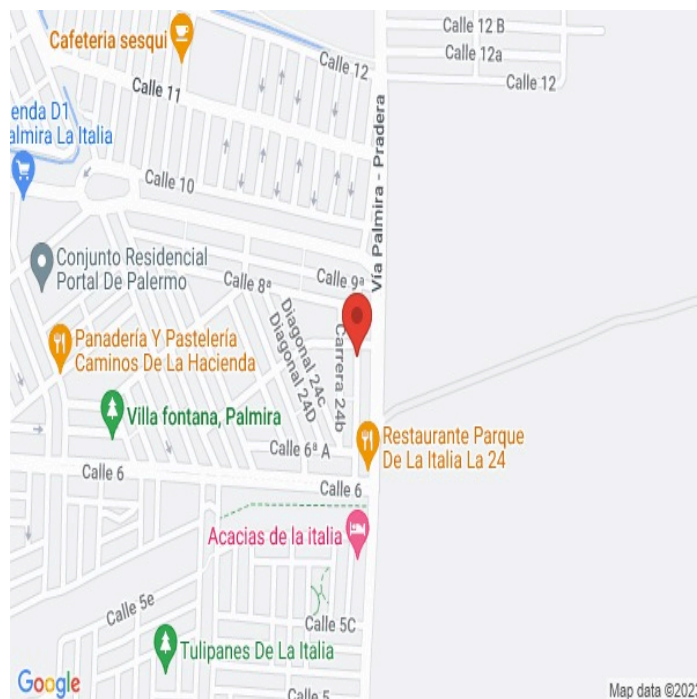 Calle 12 B
Cafeteria sesqui
Calle 12a
Calle 12
Calle 12
Calle 11
enda D1
almira La Italia
Vía Palmira - Pradera
Calle 10
Conjunto Residencial
Portal De Palermo
Calle 9ª
Calle 8ª
Diagonal 24C
Diagonal 24D
Carrera 24b
Panadería Y Pastelería
Caminos De La Hacienda
Villa fontana, Palmira
Restaurante Parque
De La Italia La 24
Calle 6ª A
Calle 6
Calle 6
Acacias de la italia
Calle 5e
Calle 5C
Tulipanes De La Italia
Calle 5
Google
Map data ©202